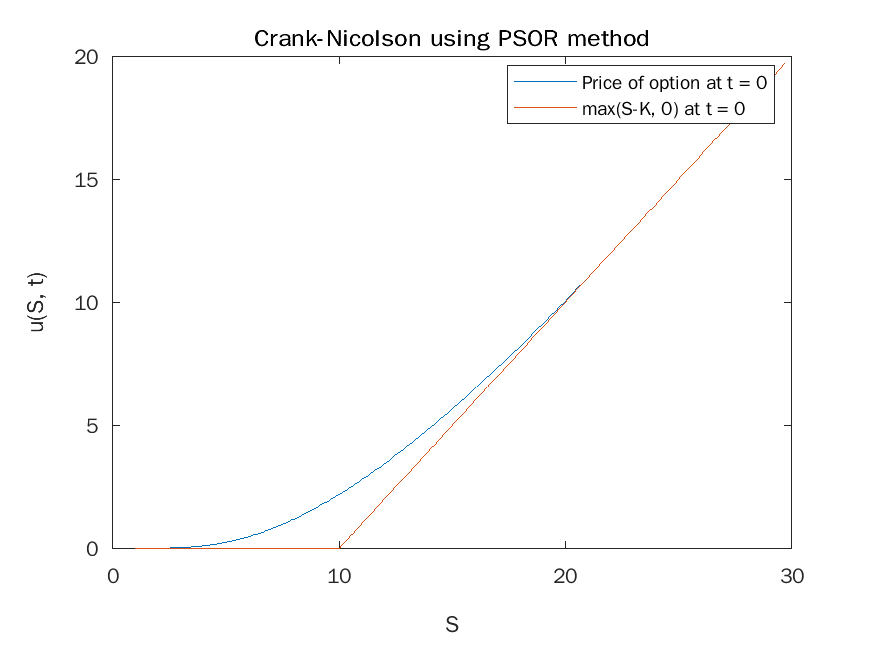 Crank-Nicolson using PSOR method
Price of option at t = 0
max(S-K, 0) at t = 0
u(S, t)
20
15
10
5
0
0 10 20 30
S